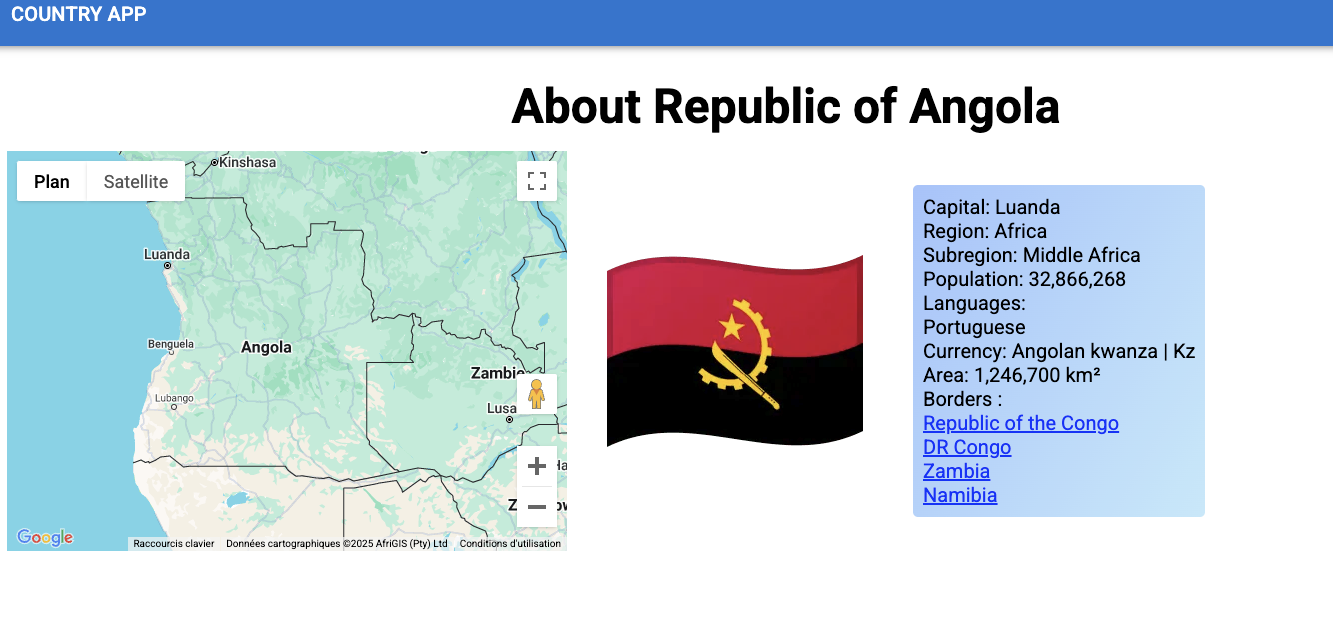 COUNTRY APP
About Republic of Angola
Plan
Satellite
Kinshasa
Luanda
Benguela
Angola
Zambie
Lubango
Lusa
Google
Raccourcis clavier
Données cartographiques ©2025 AfriGIS (Pty) Ltd
Conditions d'utilisation
Capital: Luanda
Region: Africa
Subregion: Middle Africa
Population: 32,866,268
Languages:
Portuguese
Currency: Angolan kwanza | Kz
Area: 1,246,700 km²
Borders :
Republic of the Congo
DR Congo
Zambia
Namibia